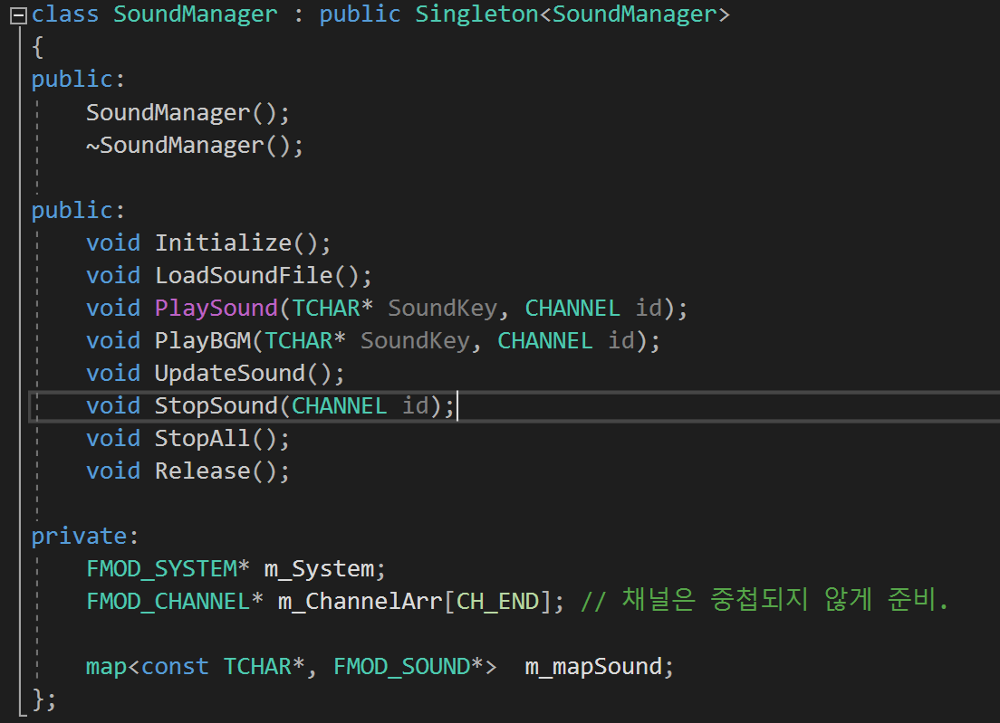 class SoundManager : public Singleton<SoundManager>
{
public:
    SoundManager();
    ~SoundManager();

public:
    void Initialize();
    void LoadSoundFile();
    void PlaySound(TCHAR* SoundKey, CHANNEL id);
    void PlayBGM(TCHAR* SoundKey, CHANNEL id);
    void UpdateSound();
    void StopSound(CHANNEL id);
    void StopAll();
    void Release();

private:
    FMOD_SYSTEM* m_System;
    FMOD_CHANNEL* m_ChannelArr[CH_END]; // 채널은 중첩되지 않게 준비.

    map<const TCHAR*, FMOD_SOUND*>  m_mapSound;
};